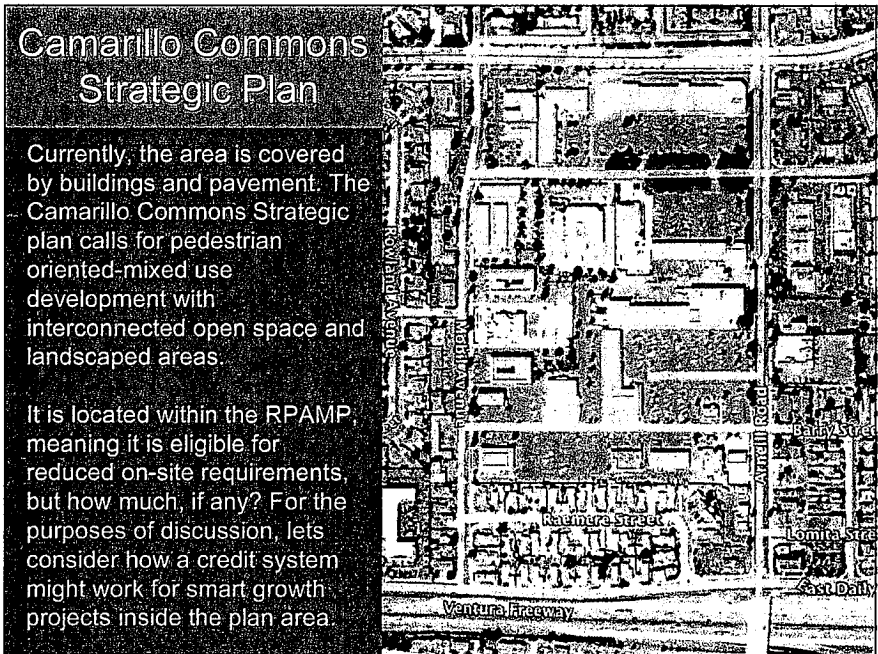 Camarillo Commons
Strategic Plan
Currently, the area is covered
by buildings and pavement. The
Camarillo Commons Strategic
plan calls for pedestrian
oriented-mixed use
development with
interconnected open space and
landscaped areas.
It is located within the RPAMP,
meaning it is eligible for
reduced on-site requirements,
but how much, if any? For the
purposes of discussion, lets
consider how a credit system
might work for smart growth
projects inside the plan area.
Avenue
Mobil Avenue
Arneill Road
Barry Stree
Raemere Street
Lomita Stre
East Daily
Ventura Freeway